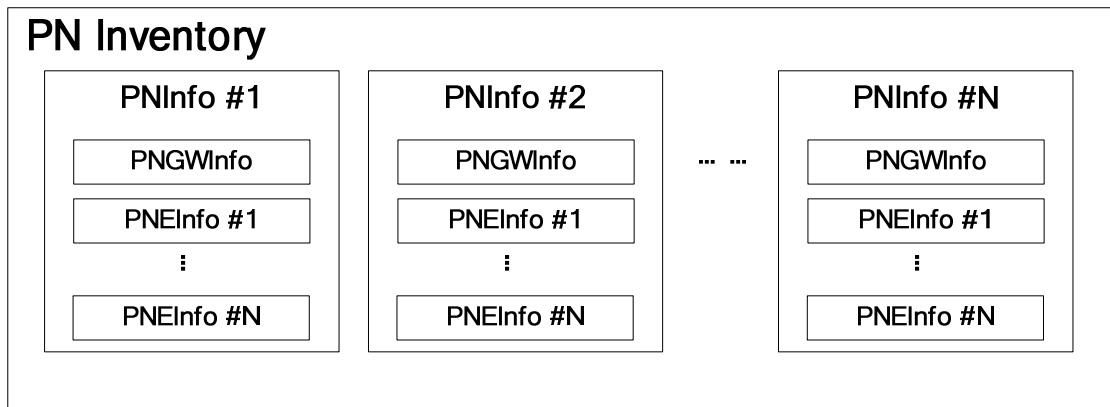 PN Inventory
PNInfo #1
PNGWInfo
PNEInfo #1
⋮
PNEInfo #N
PNInfo #2
PNGWInfo
PNEInfo #1
⋮
PNEInfo #N
... ...
PNInfo #N
PNGWInfo
PNEInfo #1
⋮
PNEInfo #N